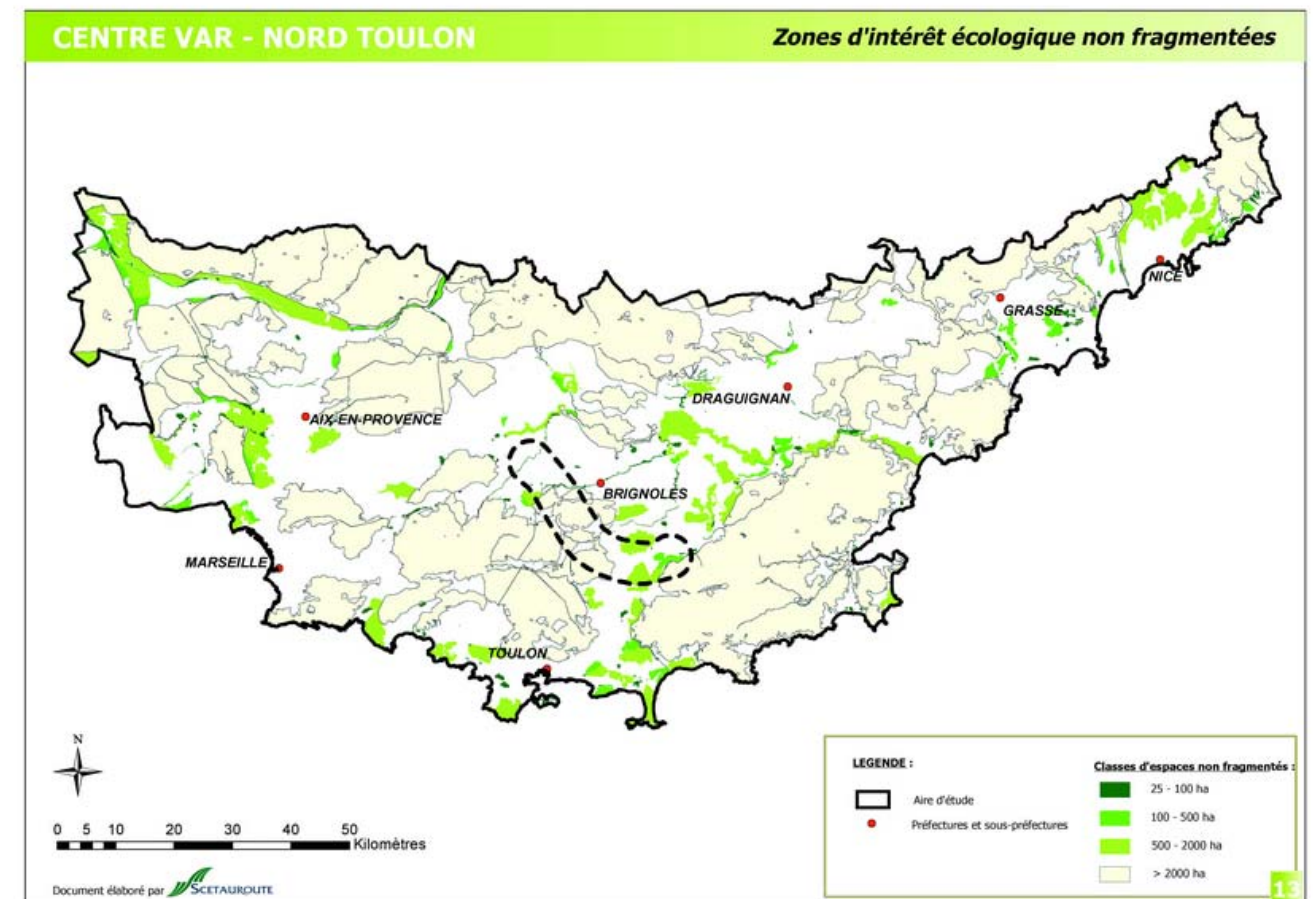 CENTRE VAR - NORD TOULON
Zones d'intérêt écologique non fragmentées
NICE
GRASSE
DRAGUIGNAN
AIX-EN-PROVENCE
BRIGNOLES
MARSEILLE
TOULON
N
0 5 10 20 30 40 50
Kilomètres
Document élaboré par SCETAUROUTE
LEGENDE :
Aire d'étude
Préfectures et sous-préfectures
Classes d'espaces non fragmentés :
25 - 100 ha
100 - 500 ha
500 - 2000 ha
> 2000 ha
13